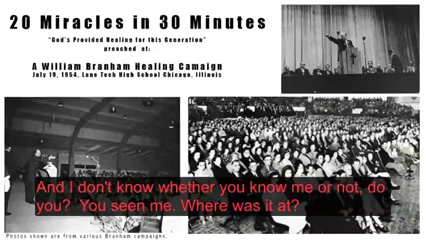 20 Miracles in 30 Minutes
"God's Provided Healing for this Generation"
preached at:
A William Branham Healing Camaign
July 19, 1954, Lane Tech High School Chicago, Illinois
And I don't know whether you know me or not, do
you? You seen me. Where was it at?
Photos shown are from various Branham campaigns.